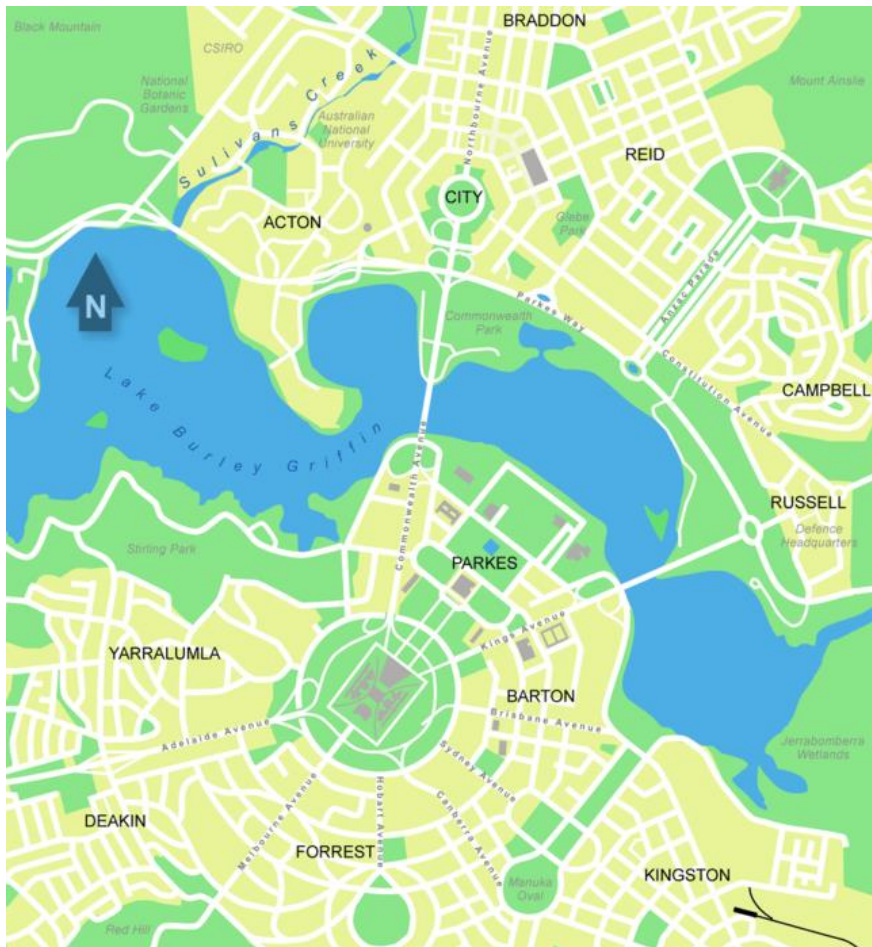 BRADDON
Black Mountain
CSIRO
National
Botanic
Gardens
Sulivans Creek
Australian
National
University
Northbourne Avenue
Mount Ainslie
REID
CITY
ACTON
Glebe
Park
Anzac Parade
N
Commonwealth
Park
Parkes Way
Constitution Avenue
CAMPBELL
Lake Burley Griffin
Commonwealth Avenue
RUSSELL
Defence
Headquarters
Stirling Park
PARKES
Kings Avenue
YARRALUMLA
BARTON
Brisbane Avenue
Adelaide Avenue
Sydney Avenue
Jerrabomberra
Wetlands
Melbourne Avenue
Hobart Avenue
Canberra Avenue
DEAKIN
FORREST
KINGSTON
Manuka
Oval
Red Hill